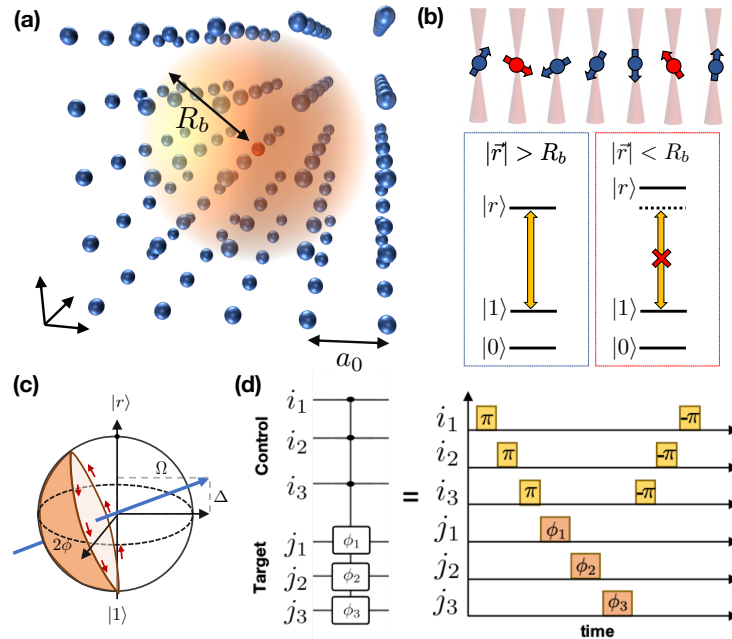 (a)
R_b
a_0
(b)
|r⃗| > R_b
|r⟩
|1⟩
|0⟩
|r⃗| < R_b
|r⟩
|1⟩
|0⟩
(c)
|r⟩
Ω
Δ
2ϕ
|1⟩
(d)
Control
i_1
i_2
i_3
Target
j_1 ϕ_1
j_2 ϕ_2
j_3 ϕ_3
=
i_1 π -π
i_2 π -π
i_3 π -π
j_1 ϕ_1
j_2 ϕ_2
j_3 ϕ_3
time